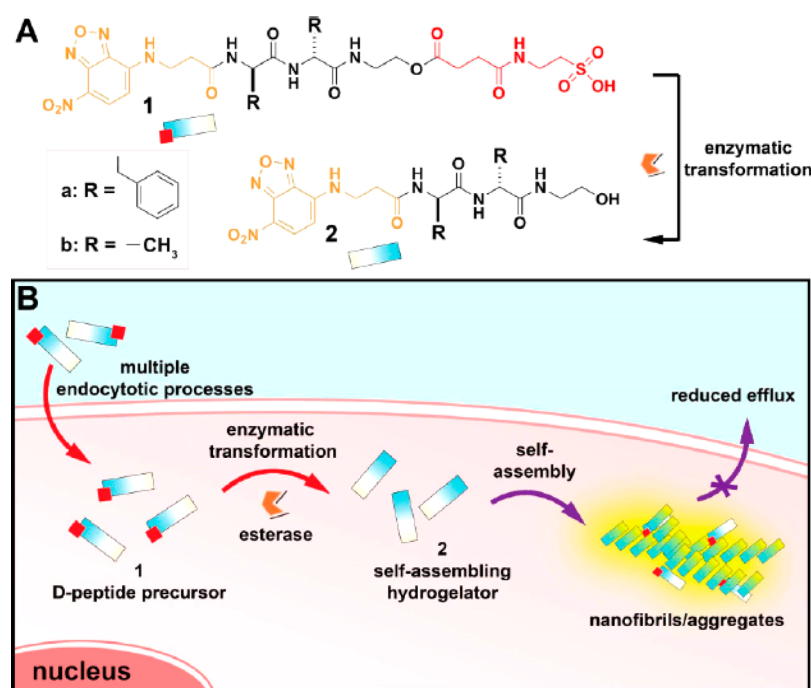 A
N O N
H N
O
H N
R
O
N H
R
O
H N
O
O
O
H N
O
O S
OH
O
O₂N
1
R
a: R =
b: R = —CH₃
enzymatic
transformation
N O N
H N
O
H N
R
O
N H
R
O
H N
OH
O₂N
2
B
multiple
endocytotic processes
reduced efflux
enzymatic
transformation
self-
assembly
esterase
1
D-peptide precursor
2
self-assembling
hydrogelator
nanofibrils/aggregates
nucleus